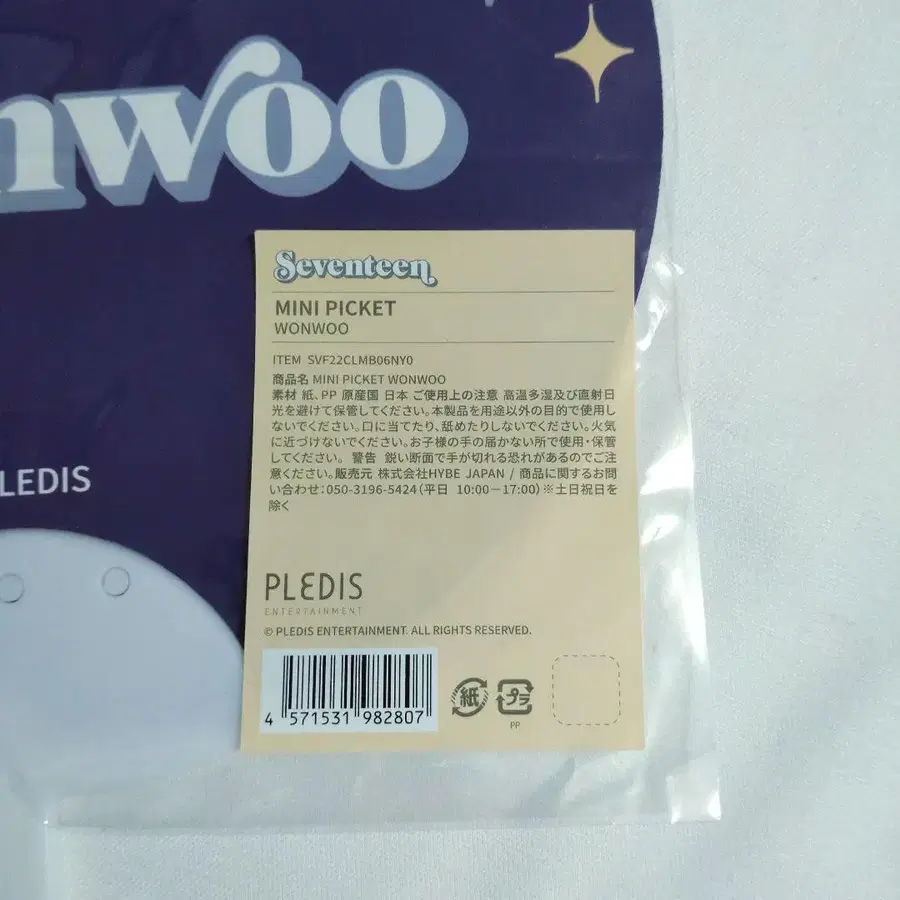 nwoo
Seventeen
MINI PICKET
WONWOO
ITEM SVF22CLMB06NY0
商品名 MINI PICKET WONWOO
素材 紙、PP 原産国 日本 ご使用上の注意 高温多湿及び直射日
光を避けて保管してください。本製品を用途以外の目的で使用し
ないでください。口に当てたり、舐めたりしないでください。火気
に近づけないでください。お子様の手の届かない所で使用・保管
してください。 警告 鋭い断面で手が切れる恐れがあるのでご注
意ください。販売元 株式会社HYBE JAPAN / 商品に関するお問
い合わせ:050-3196-5424(平日 10:00－17:00)※土日祝日を
除く
LEDIS
PLEDIS
ENTERTAINMENT
© PLEDIS ENTERTAINMENT. ALL RIGHTS RESERVED.
4 571531 982807
紙
プラ
PP